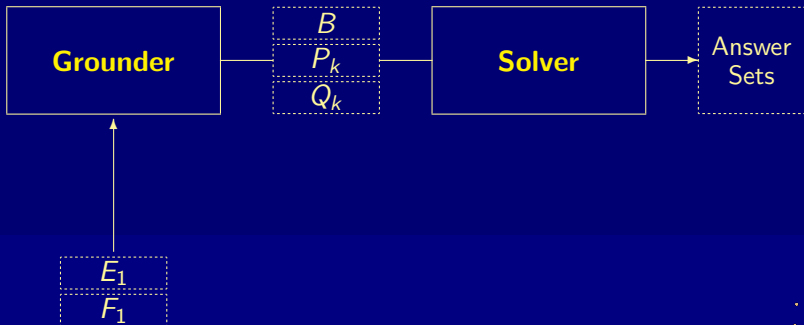 Grounder
B
P_k
Q_k
Solver
Answer
Sets
E_1
F_1